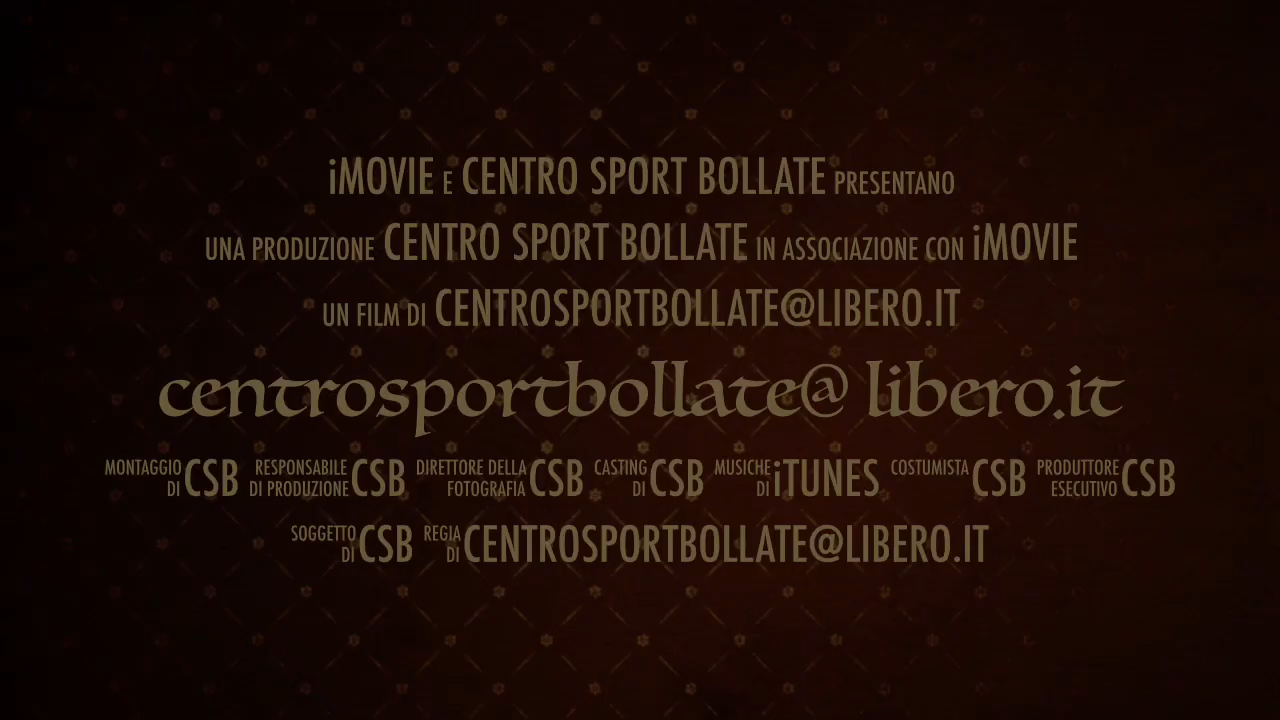 iMOVIE E CENTRO SPORT BOLLATE PRESENTANO
UNA PRODUZIONE CENTRO SPORT BOLLATE IN ASSOCIAZIONE CON iMOVIE
UN FILM DI CENTROSPORTBOLLATE@LIBERO.IT
centrosportbollate@ libero.it
MONTAGGIO DI CSB RESPONSABILE DI PRODUZIONE CSB DIRETTORE DELLA FOTOGRAFIA CSB CASTING DI CSB MUSICHE DI iTUNES COSTUMISTA CSB PRODUTTORE ESECUTIVO CSB
SOGGETTO DI CSB REGIA DI CENTROSPORTBOLLATE@LIBERO.IT